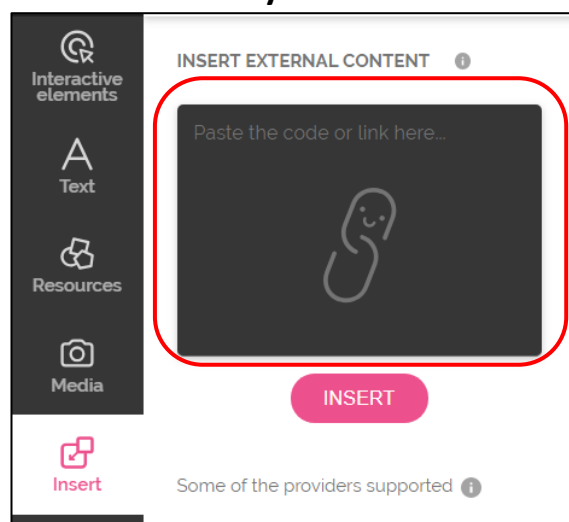 Interactive
elements
Text
Resources
Media
Insert
INSERT EXTERNAL CONTENT
Paste the code or link here...
INSERT
Some of the providers supported